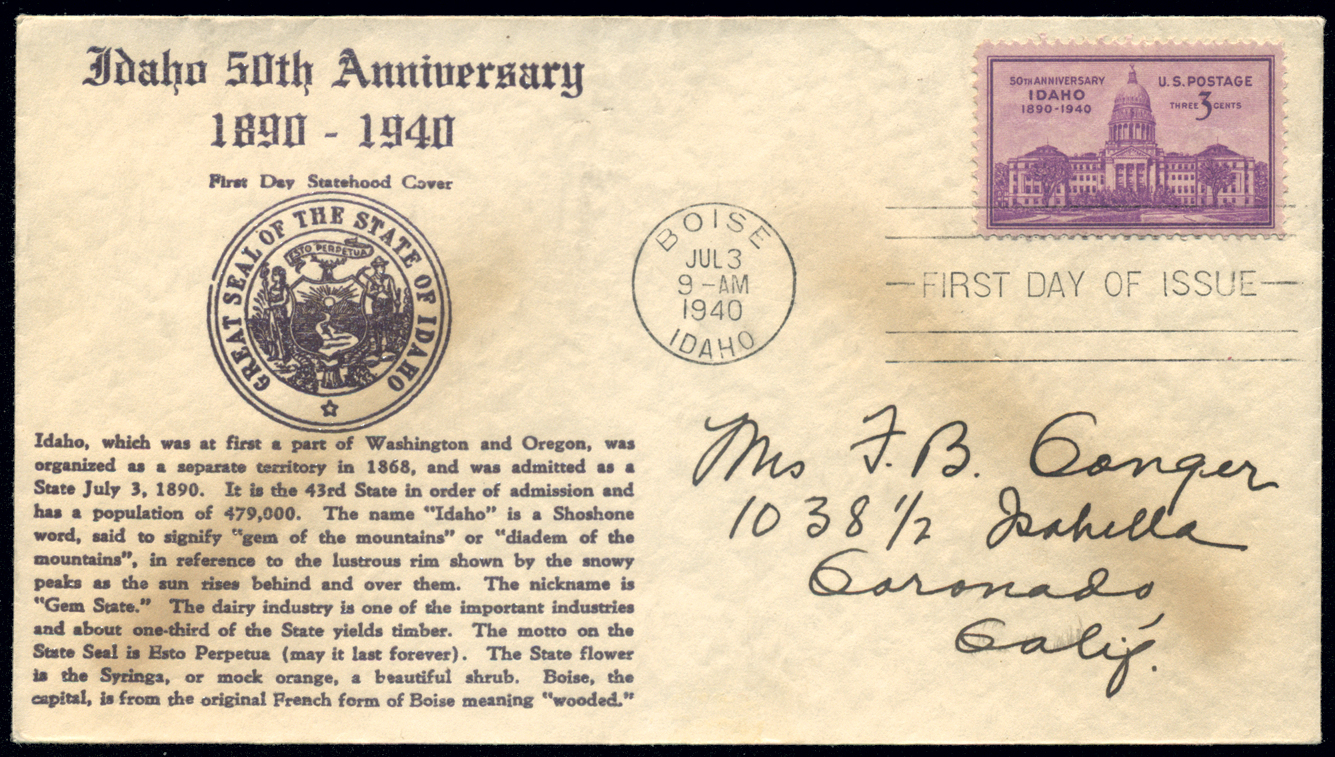 Idaho 50th Anniversary
1890 - 1940
First Day Statehood Cover
GREAT SEAL OF THE STATE OF IDAHO
ESTO PERPETUA
Idaho, which was at first a part of Washington and Oregon, was
organized as a separate territory in 1868, and was admitted as a
State July 3, 1890. It is the 43rd State in order of admission and
has a population of 479,000. The name "Idaho" is a Shoshone
word, said to signify "gem of the mountains" or "diadem of the
mountains", in reference to the lustrous rim shown by the snowy
peaks as the sun rises behind and over them. The nickname is
"Gem State." The dairy industry is one of the important industries
and about one-third of the State yields timber. The motto on the
State Seal is Esto Perpetua (may it last forever). The State flower
is the Syringa, or mock orange, a beautiful shrub. Boise, the
capital, is from the original French form of Boise meaning "wooded."
BOISE
JUL 3
9-AM
1940
IDAHO
50TH ANNIVERSARY
IDAHO
1890-1940
U.S. POSTAGE
THREE 3 CENTS
FIRST DAY OF ISSUE
Mrs F. B. Conger
1038 1/2 Isabella
Coronado,
Calif.